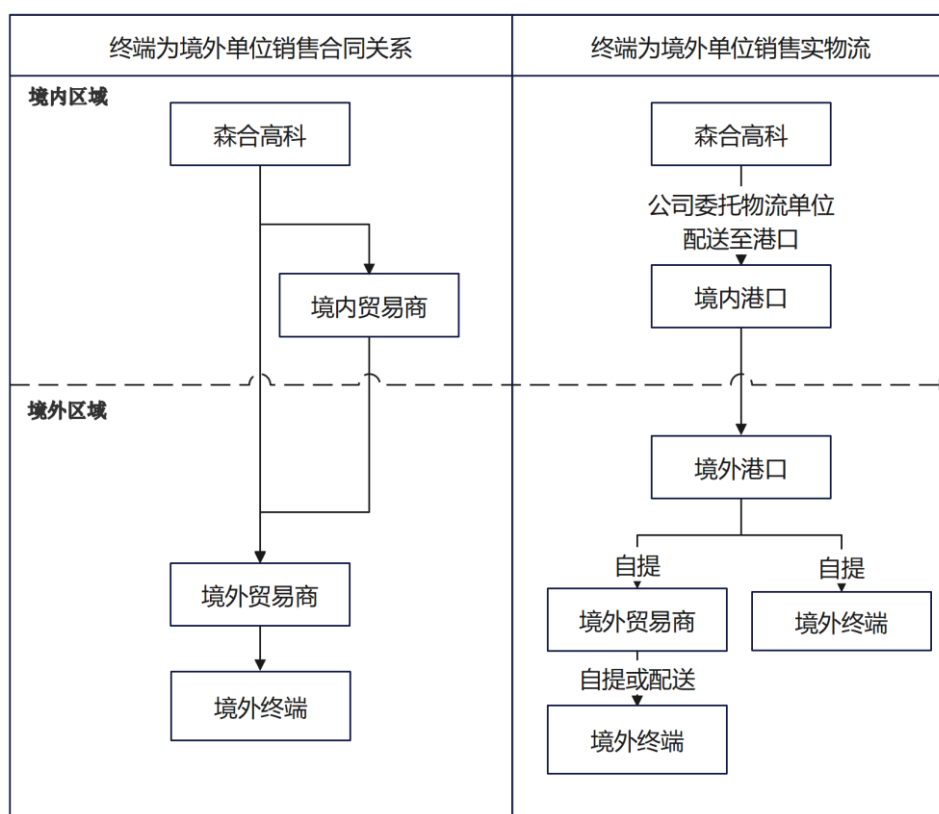 终端为境外单位销售合同关系
终端为境外单位销售实物流
境内区域
森合高科
境内贸易商
境外区域
境外贸易商
境外终端
森合高科
公司委托物流单位
配送至港口
境内港口
境外港口
自提
自提
境外贸易商
境外终端
自提或配送
境外终端